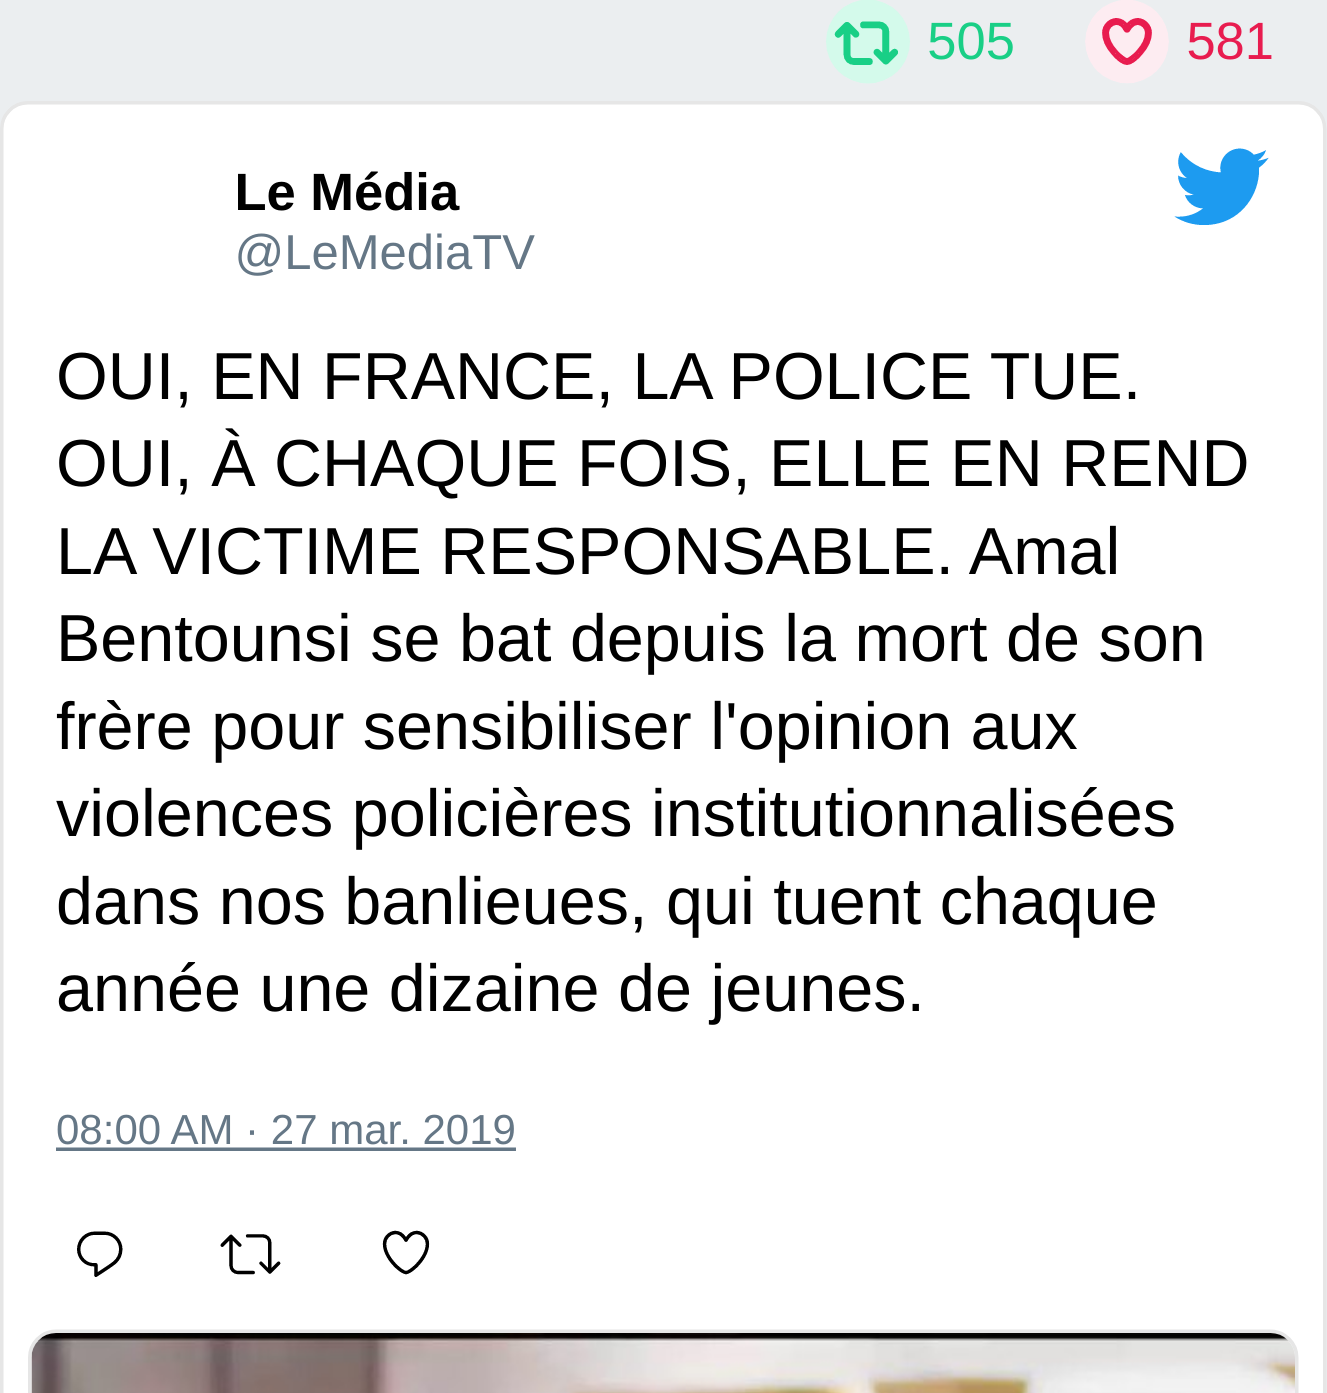 505 581
Le Média
@LeMediaTV
OUI, EN FRANCE, LA POLICE TUE.
OUI, À CHAQUE FOIS, ELLE EN REND
LA VICTIME RESPONSABLE. Amal
Bentounsi se bat depuis la mort de son
frère pour sensibiliser l'opinion aux
violences policières institutionnalisées
dans nos banlieues, qui tuent chaque
année une dizaine de jeunes.
08:00 AM · 27 mar. 2019